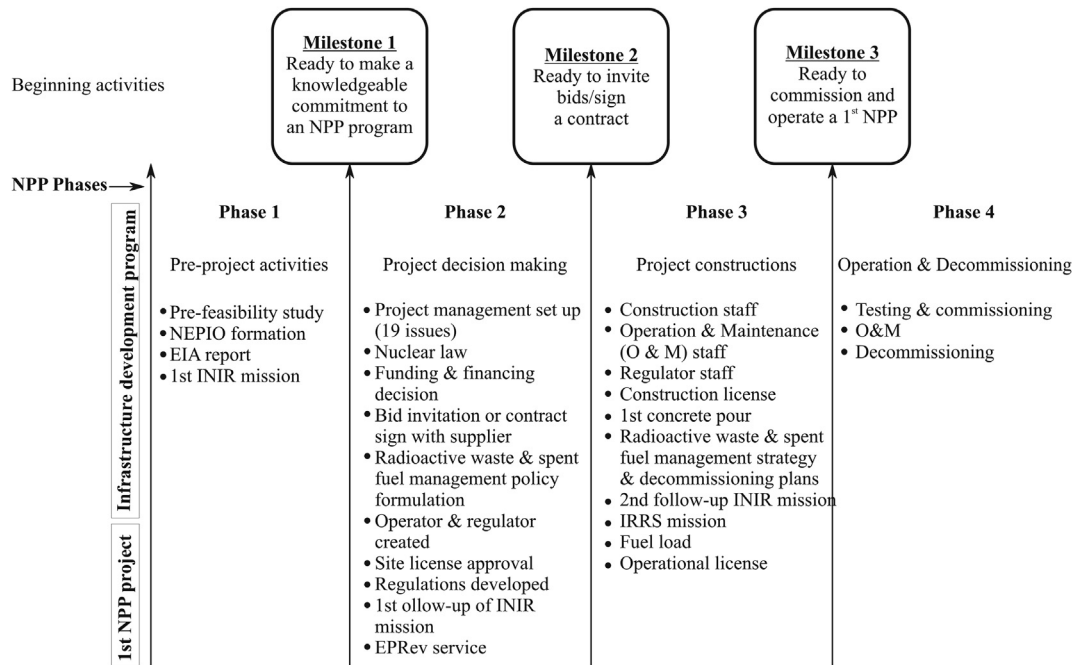 Milestone 1
Ready to make a
knowledgeable
commitment to
an NPP program
Milestone 2
Ready to invite
bids/sign
a contract
Milestone 3
Ready to
commission and
operate a 1st NPP
Beginning activities
NPP Phases
Infrastructure development program
1st NPP project
Phase 1
Pre-project activities
• Pre-feasibility study
• NEPIO formation
• EIA report
• 1st INIR mission
Phase 2
Project decision making
• Project management set up
(19 issues)
• Nuclear law
• Funding & financing
decision
• Bid invitation or contract
sign with supplier
• Radioactive waste & spent
fuel management policy
formulation
• Operator & regulator
created
• Site license approval
• Regulations developed
• 1st ollow-up of INIR
mission
• EPRev service
Phase 3
Project constructions
• Construction staff
• Operation & Maintenance
(O & M) staff
• Regulator staff
• Construction license
• 1st concrete pour
• Radioactive waste & spent
fuel management strategy
& decommissioning plans
• 2nd follow-up INIR mission
• IRRS mission
• Fuel load
• Operational license
Phase 4
Operation & Decommissioning
• Testing & commissioning
• O&M
• Decommissioning